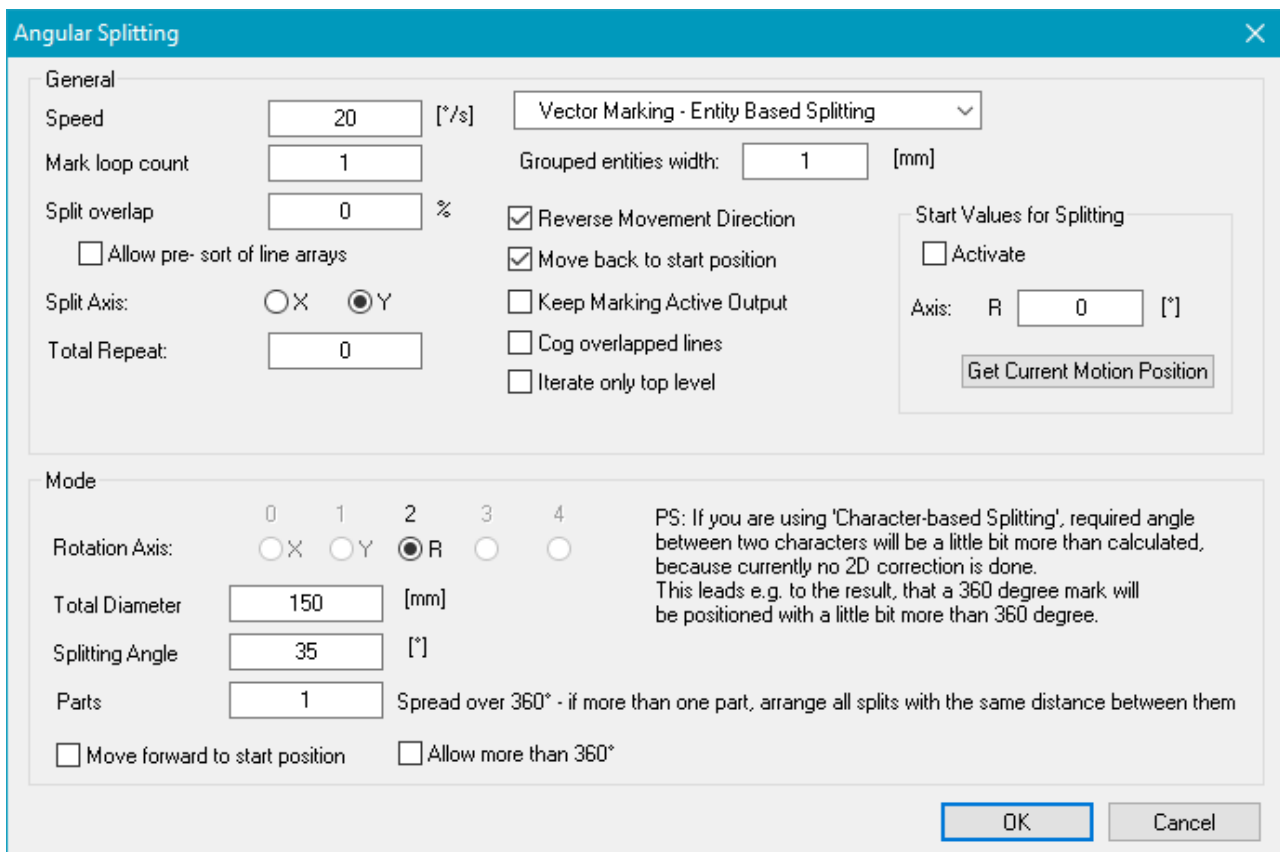 Angular Splitting
General
Speed 20 [°/s] Vector Marking - Entity Based Splitting
Mark loop count 1 Grouped entities width: 1 [mm]
Split overlap 0 % Reverse Movement Direction Start Values for Splitting
Allow pre- sort of line arrays Move back to start position Activate
Split Axis: X Y Keep Marking Active Output Axis: R 0 [°]
Total Repeat: 0 Cog overlapped lines
Iterate only top level Get Current Motion Position
Mode
0 1 2 3 4
Rotation Axis: X Y R
PS: If you are using 'Character-based Splitting', required angle
between two characters will be a little bit more than calculated,
because currently no 2D correction is done.
This leads e.g. to the result, that a 360 degree mark will
be positioned with a little bit more than 360 degree.
Total Diameter 150 [mm]
Splitting Angle 35 [°]
Parts 1 Spread over 360° - if more than one part, arrange all splits with the same distance between them
Move forward to start position Allow more than 360°
OK Cancel